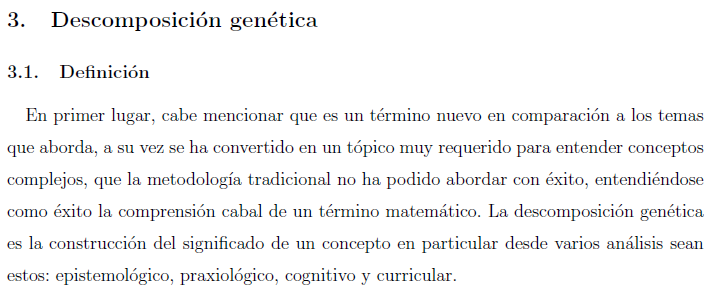 3. Descomposición genética
3.1. Definición
En primer lugar, cabe mencionar que es un término nuevo en comparación a los temas
que aborda, a su vez se ha convertido en un tópico muy requerido para entender conceptos
complejos, que la metodología tradicional no ha podido abordar con éxito, entendiéndose
como éxito la comprensión cabal de un término matemático. La descomposición genética
es la construcción del significado de un concepto en particular desde varios análisis sean
estos: epistemológico, praxiológico, cognitivo y curricular.